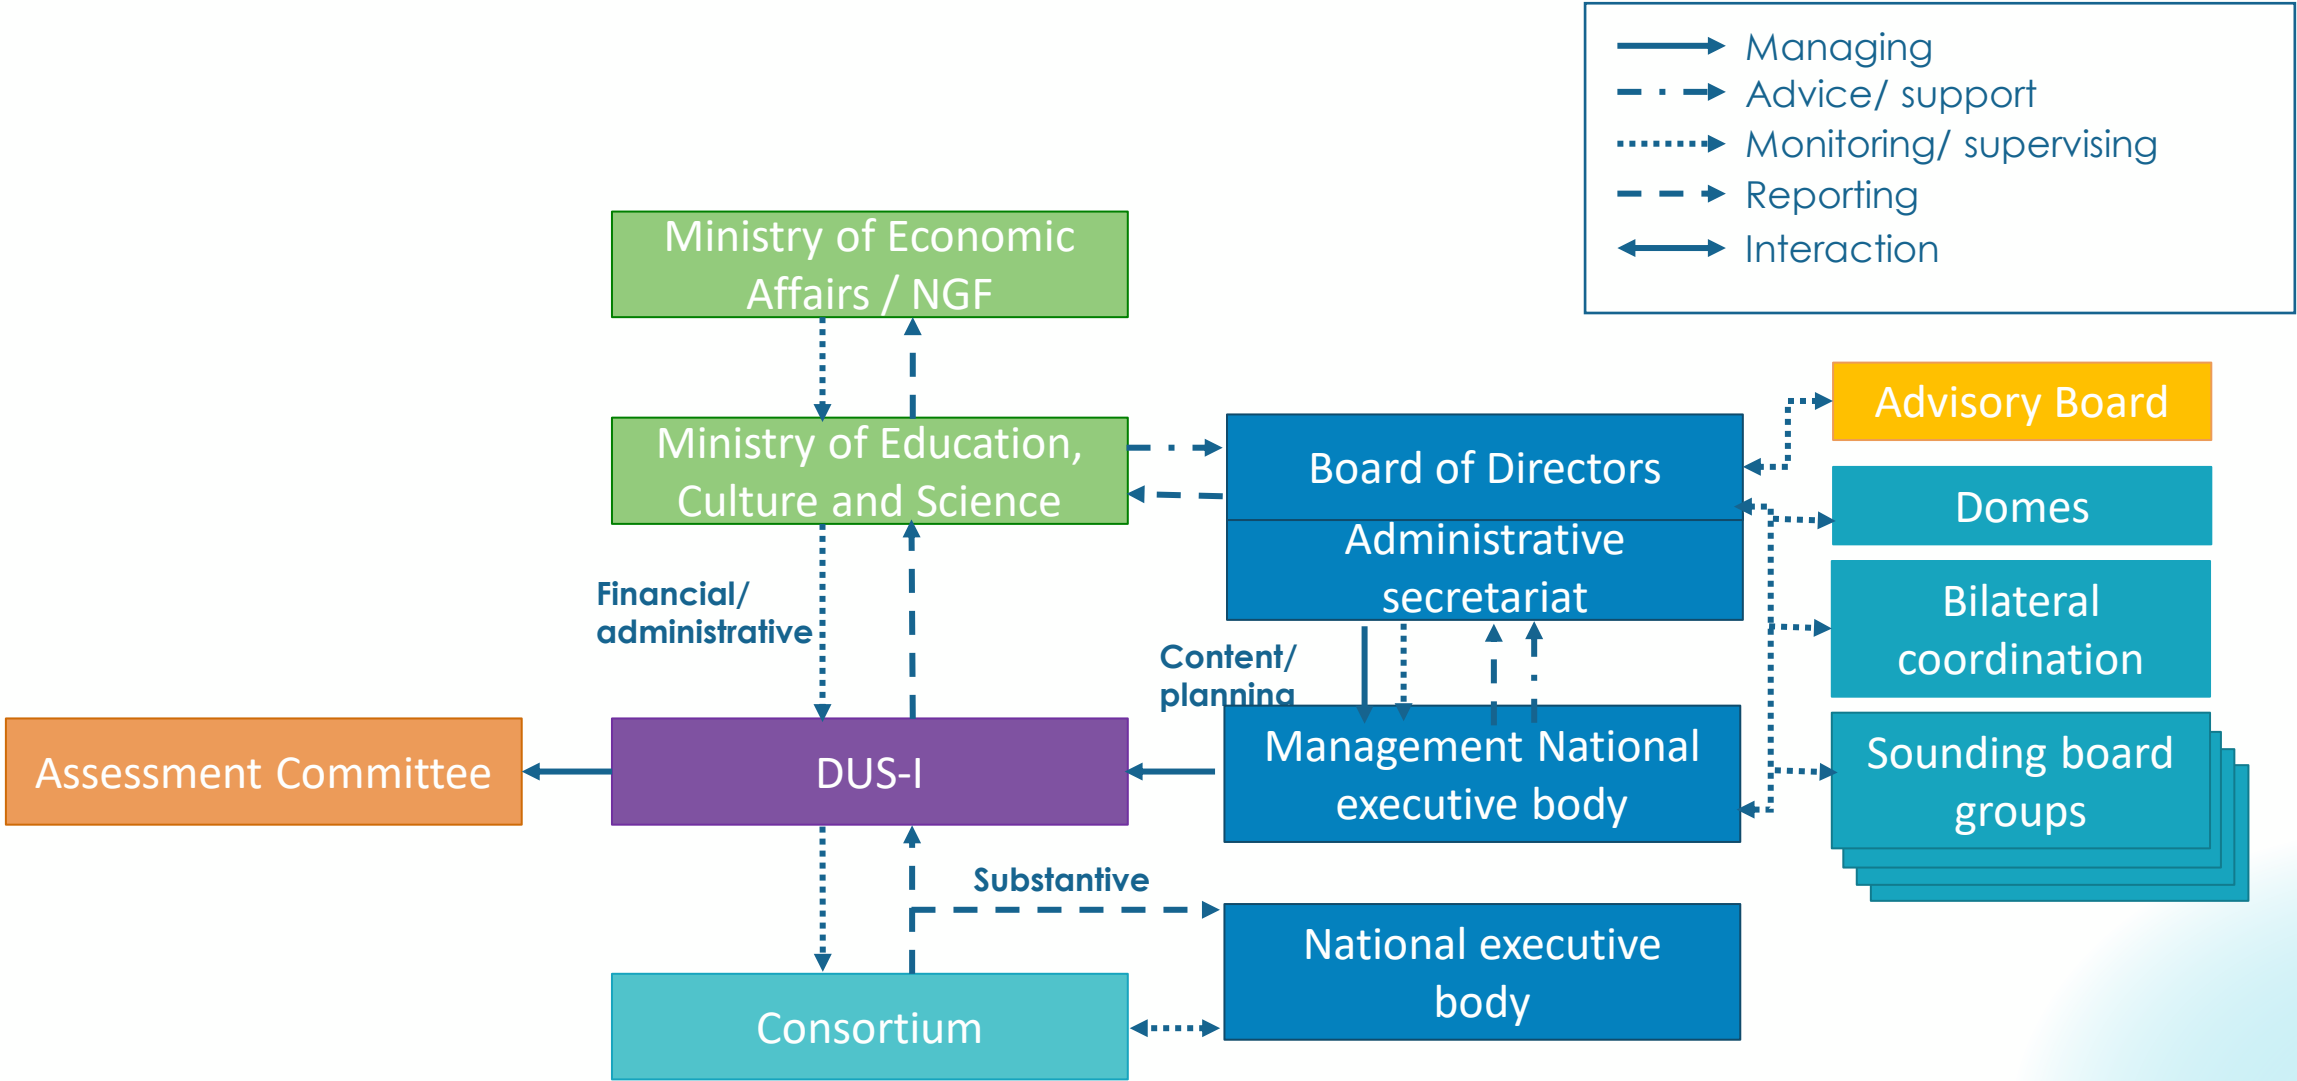 Managing
Advice/ support
Monitoring/ supervising
Reporting
Interaction
Ministry of Economic
Affairs / NGF
Ministry of Education,
Culture and Science
Board of Directors
Administrative
secretariat
Advisory Board
Domes
Bilateral
coordination
Sounding board
groups
Financial/
administrative
Content/
planning
Assessment Committee
DUS-I
Management National
executive body
Substantive
National executive
body
Consortium